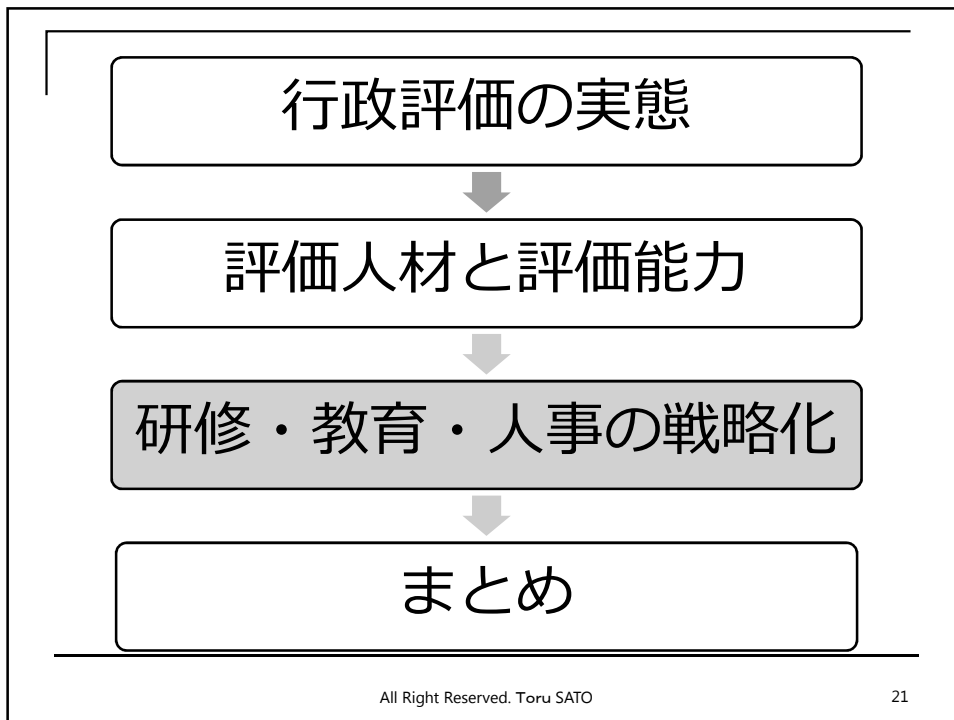 行政評価の実態
評価人材と評価能力
研修・教育・人事の戦略化
まとめ
All Right Reserved. Toru SATO
21